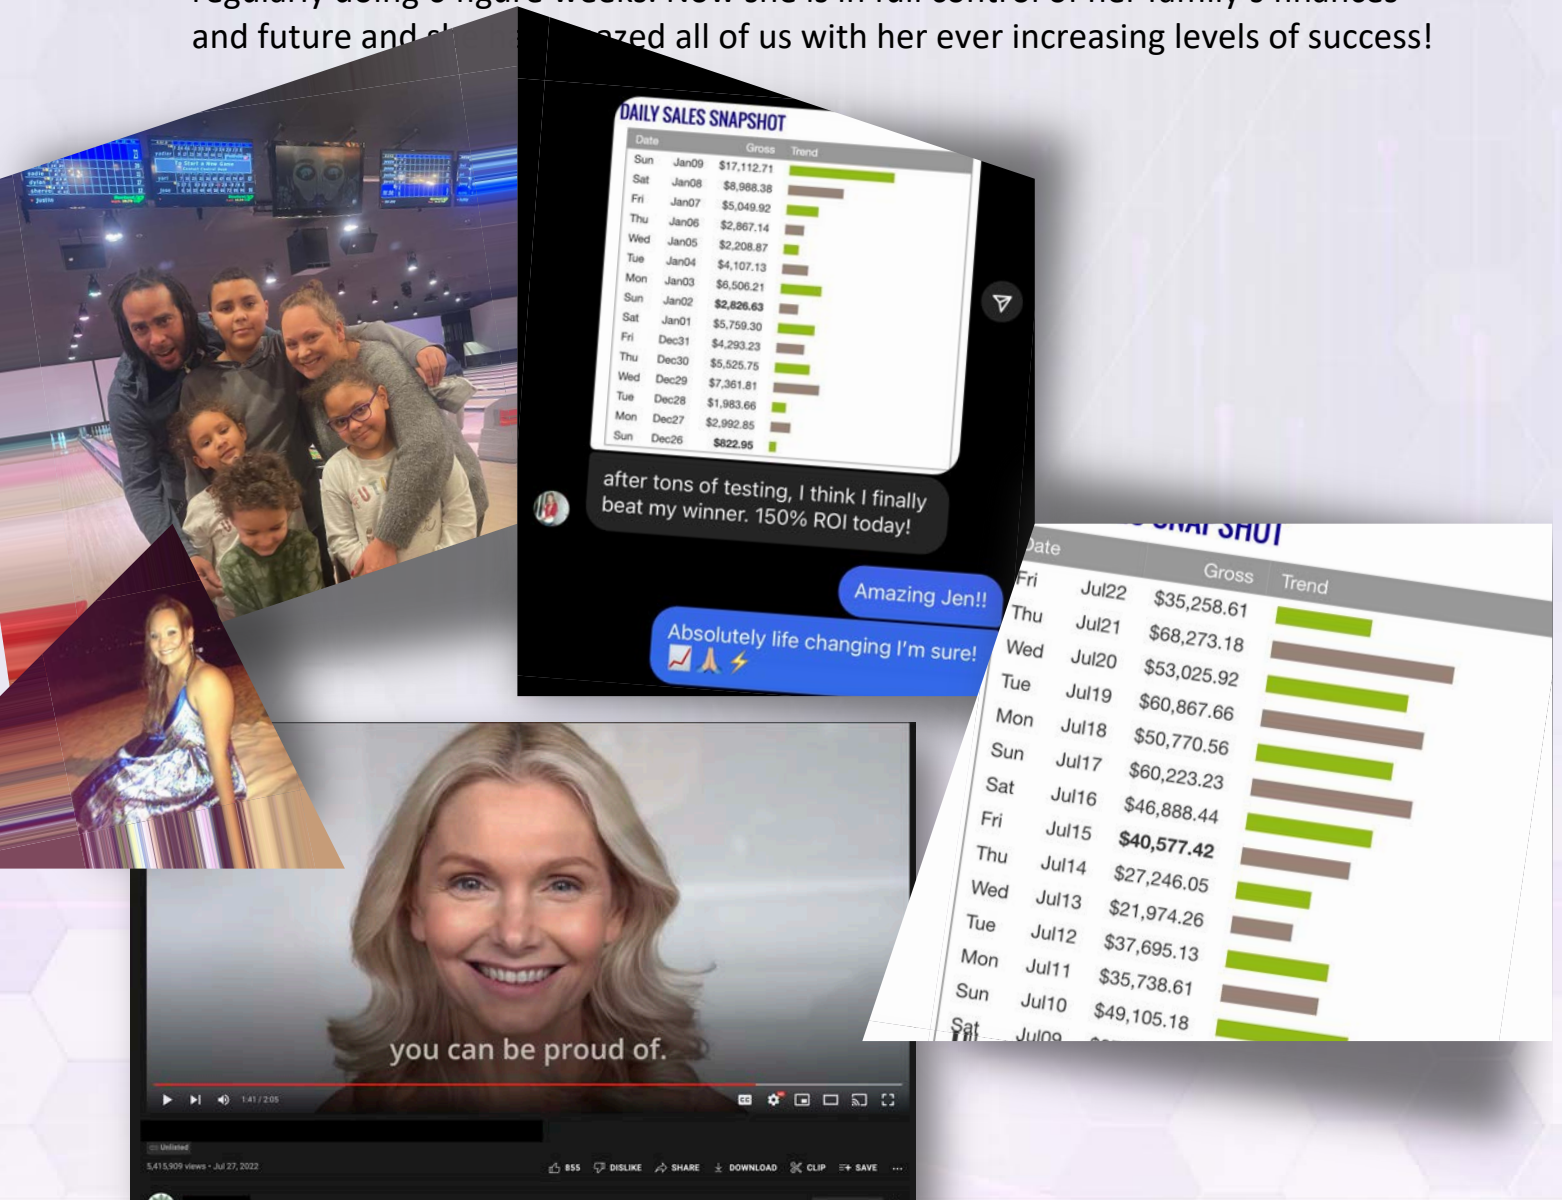 and future and azed all of us with her ever increasing levels of success!
DAILY SALES SNAPSHOT
Date Gross Trend
Sun Jan09 $17,112.71
Sat Jan08 $8,988.38
Fri Jan07 $5,049.92
Thu Jan06 $2,867.14
Wed Jan05 $2,208.87
Tue Jan04 $4,107.13
Mon Jan03 $6,506.21
Sun Jan02 $2,826.63
Sat Jan01 $5,759.30
Fri Dec31 $4,293.23
Thu Dec30 $5,525.75
Wed Dec29 $7,361.81
Tue Dec28 $1,983.66
Mon Dec27 $2,992.85
Sun Dec26 $822.95
after tons of testing, I think I finally
beat my winner. 150% ROI today!
Amazing Jen!!
Absolutely life changing I'm sure!
📈🙏⚡
SNAPSHOT
Date Gross Trend
Fri Jul22 $35,258.61
Thu Jul21 $68,273.18
Wed Jul20 $53,025.92
Tue Jul19 $60,867.66
Mon Jul18 $50,770.56
Sun Jul17 $60,223.23
Sat Jul16 $46,888.44
Fri Jul15 $40,577.42
Thu Jul14 $27,246.05
Wed Jul13 $21,974.26
Tue Jul12 $37,695.13
Mon Jul11 $35,738.61
Sun Jul10 $49,105.18
Sat Jul09
Start a New Game
justin
you can be proud of.
1:41 / 2:05
CC
Unlisted
5,415,909 views • Jul 27, 2022
855 DISLIKE SHARE DOWNLOAD CLIP SAVE ...